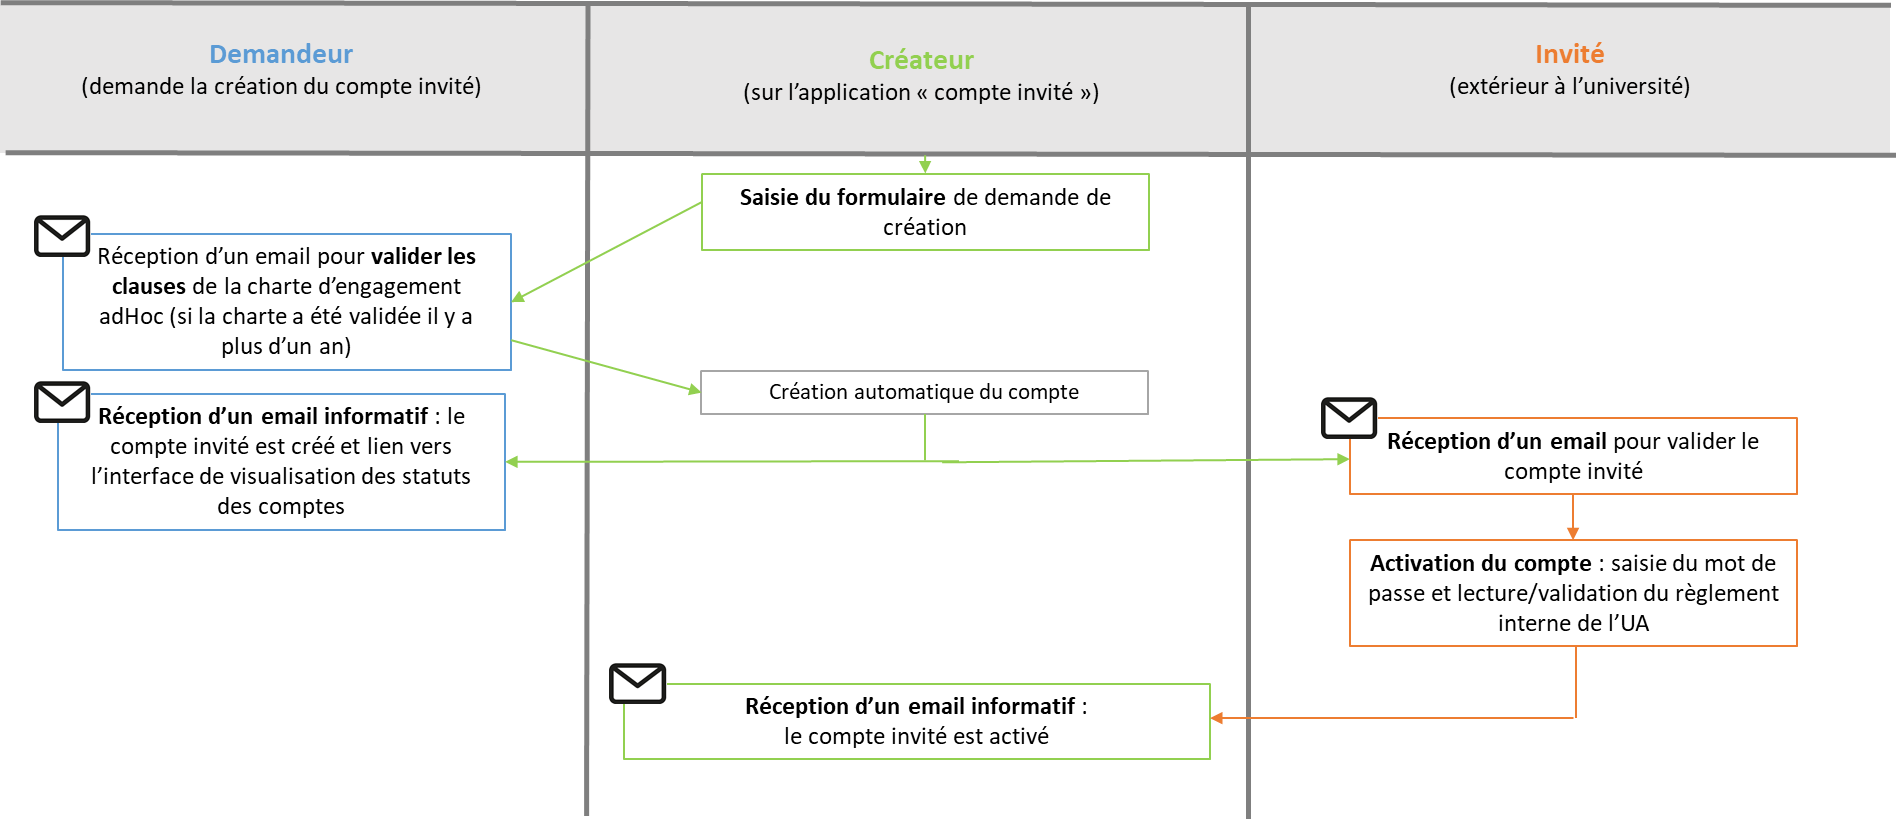 Demandeur
(demande la création du compte invité)
Créateur
(sur l’application « compte invité »)
Invité
(extérieur à l’université)
Saisie du formulaire de demande de
création
Réception d’un email pour valider les
clauses de la charte d’engagement
adHoc (si la charte a été validée il y a
plus d’un an)
Création automatique du compte
Réception d’un email informatif : le
compte invité est créé et lien vers
l’interface de visualisation des statuts
des comptes
Réception d’un email pour valider le
compte invité
Activation du compte : saisie du mot de
passe et lecture/validation du règlement
interne de l’UA
Réception d’un email informatif :
le compte invité est activé